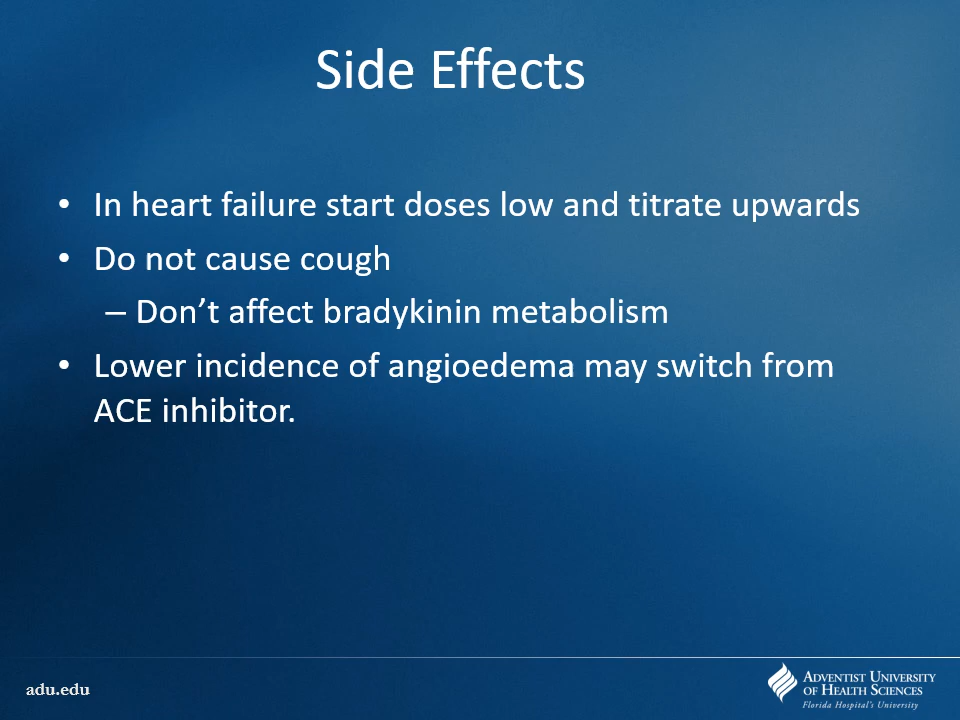 Side Effects
• In heart failure start doses low and titrate upwards
• Do not cause cough
– Don’t affect bradykinin metabolism
• Lower incidence of angioedema may switch from
ACE inhibitor.
adu.edu
ADVENTIST UNIVERSITY
OF HEALTH SCIENCES
Florida Hospital's University